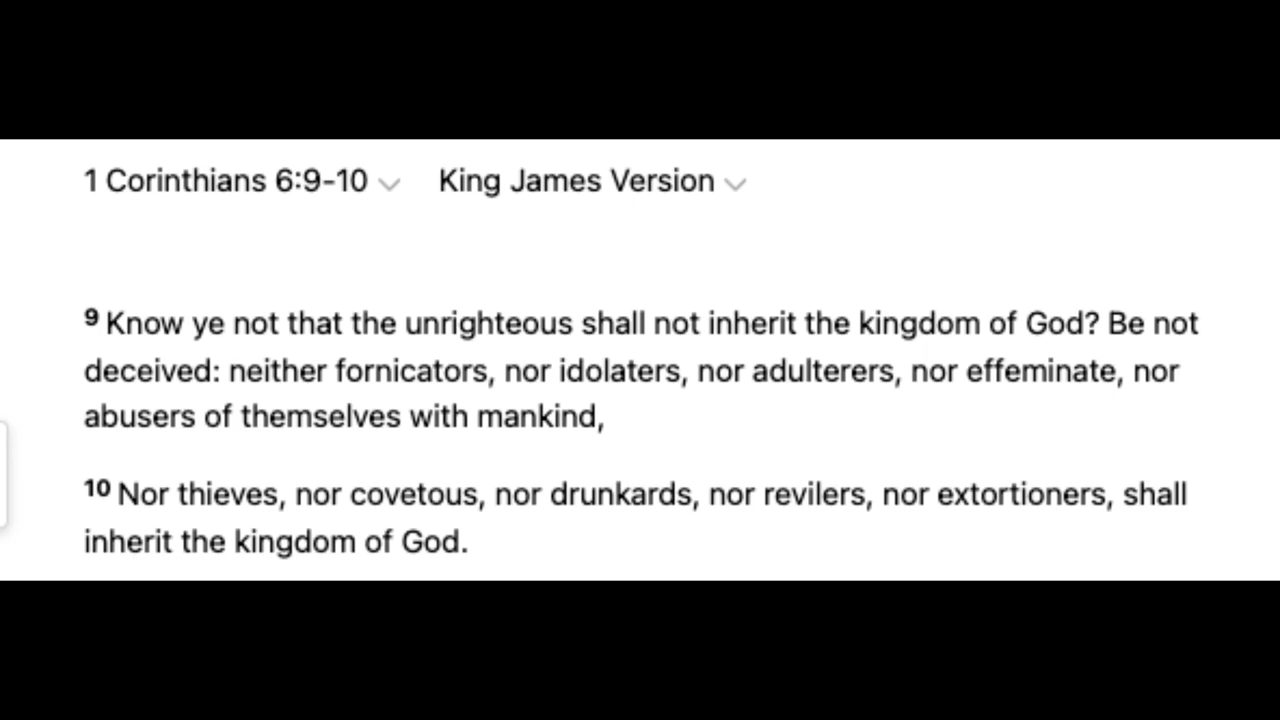 1 Corinthians 6:9-10 King James Version
9 Know ye not that the unrighteous shall not inherit the kingdom of God? Be not
deceived: neither fornicators, nor idolaters, nor adulterers, nor effeminate, nor
abusers of themselves with mankind,
10 Nor thieves, nor covetous, nor drunkards, nor revilers, nor extortioners, shall
inherit the kingdom of God.